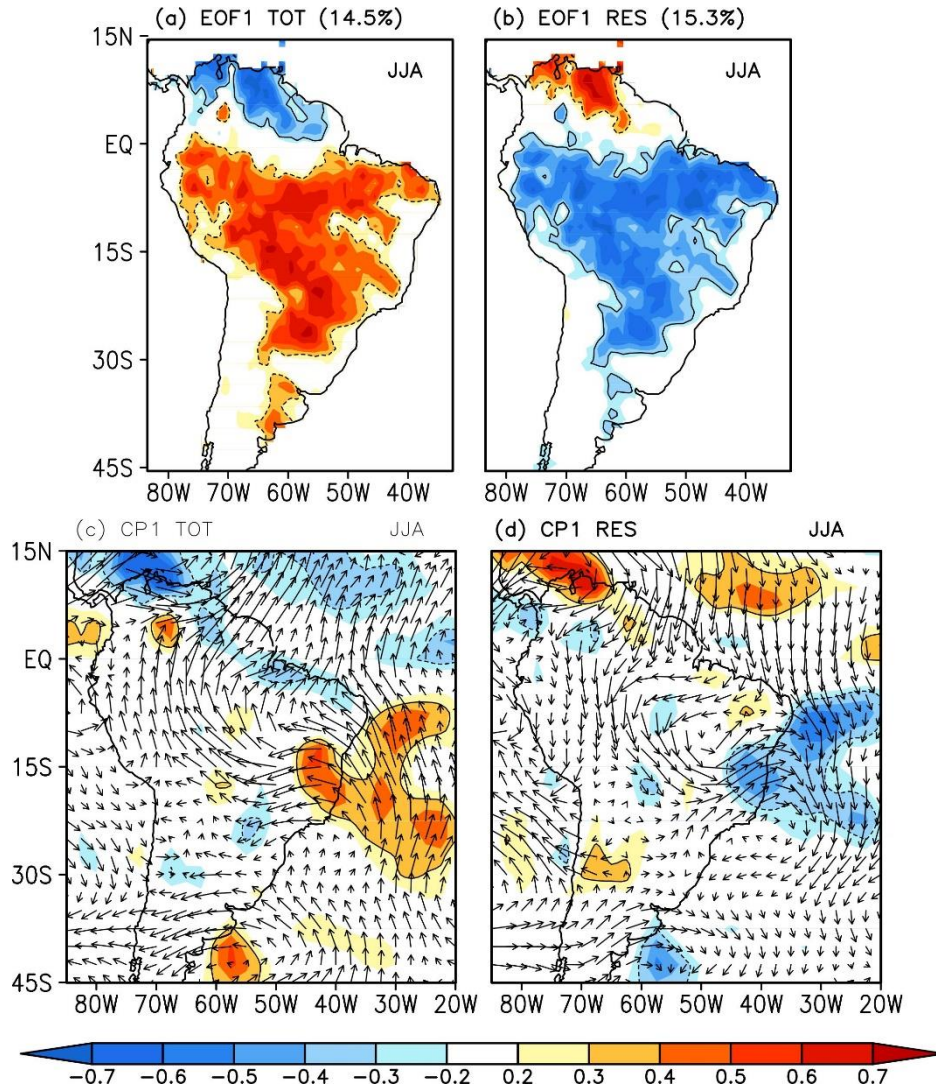 (a) EOF1 TOT (14.5%) (b) EOF1 RES (15.3%)
15N
JJA JJA
EQ
15S
30S
45S
80W 70W 60W 50W 40W 80W 70W 60W 50W 40W
(c) CP1 TOT JJA (d) CP1 RES JJA
15N
EQ
15S
30S
45S
80W 70W 60W 50W 40W 30W 20W 80W 70W 60W 50W 40W 30W 20W
-0.7 -0.6 -0.5 -0.4 -0.3 -0.2 0.2 0.3 0.4 0.5 0.6 0.7